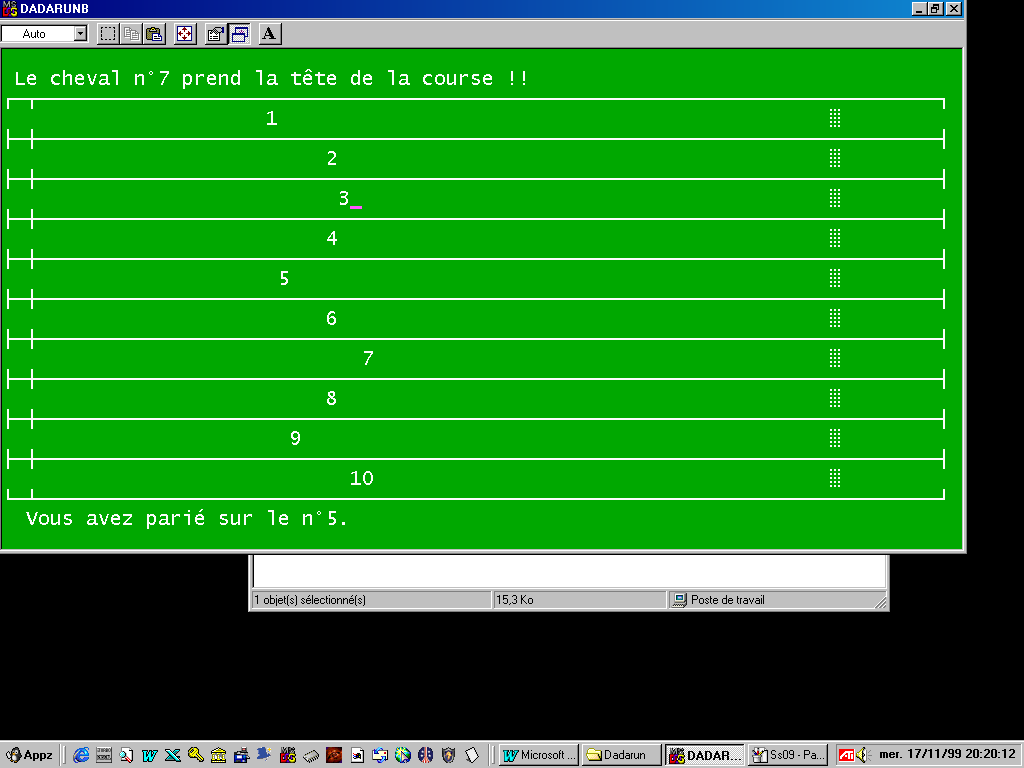 DADARUNB
Auto
A
Le cheval n°7 prend la tête de la course !!
1
2
3_
4
5
6
7
8
9
10
Vous avez parié sur le n°5.
1 objet(s) sélectionné(s) 15,3 Ko Poste de travail
Appz Microsoft ... Dadarun DADAR... Ss09 - Pa... mer. 17/11/99 20:20:12